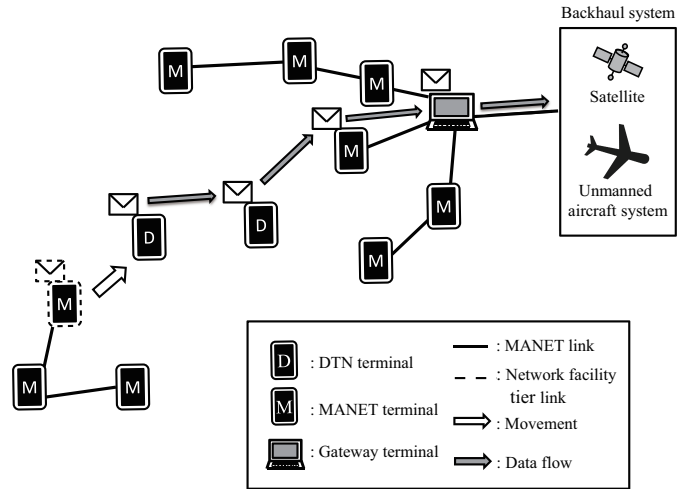 Backhaul system
M
M
M
Satellite
M
Unmanned
aircraft system
M
D
D
M
M
M
M
D : DTN terminal
M : MANET terminal
: Gateway terminal
: MANET link
: Network facility
tier link
: Movement
: Data flow